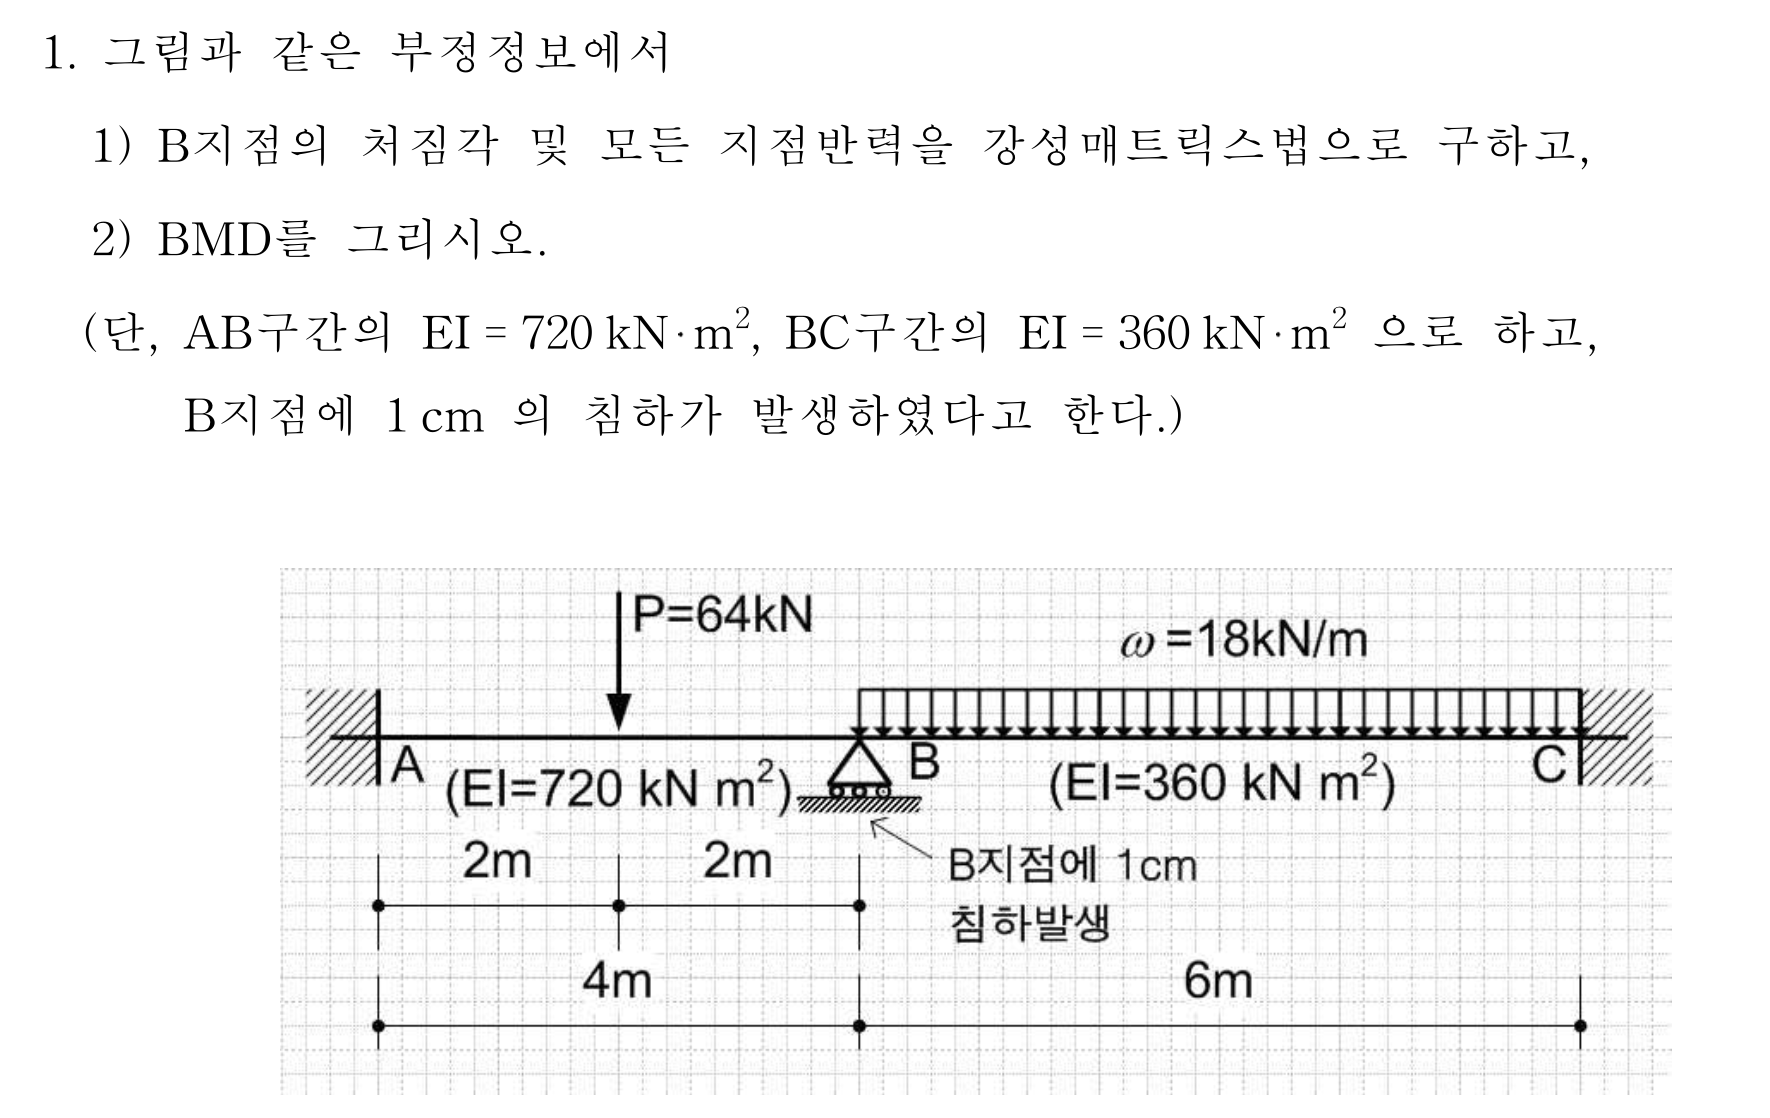 1. 그림과 같은 부정정보에서
1) B지점의 처짐각 및 모든 지점반력을 강성매트릭스법으로 구하고,
2) BMD를 그리시오.
(단, AB구간의 EI = 720 kN·m², BC구간의 EI = 360 kN·m² 으로 하고,
B지점에 1 cm 의 침하가 발생하였다고 한다.)
P=64kN
ω=18kN/m
A
B
C
(EI=720 kN m²)
(EI=360 kN m²)
2m
2m
B지점에 1cm
침하발생
4m
6m